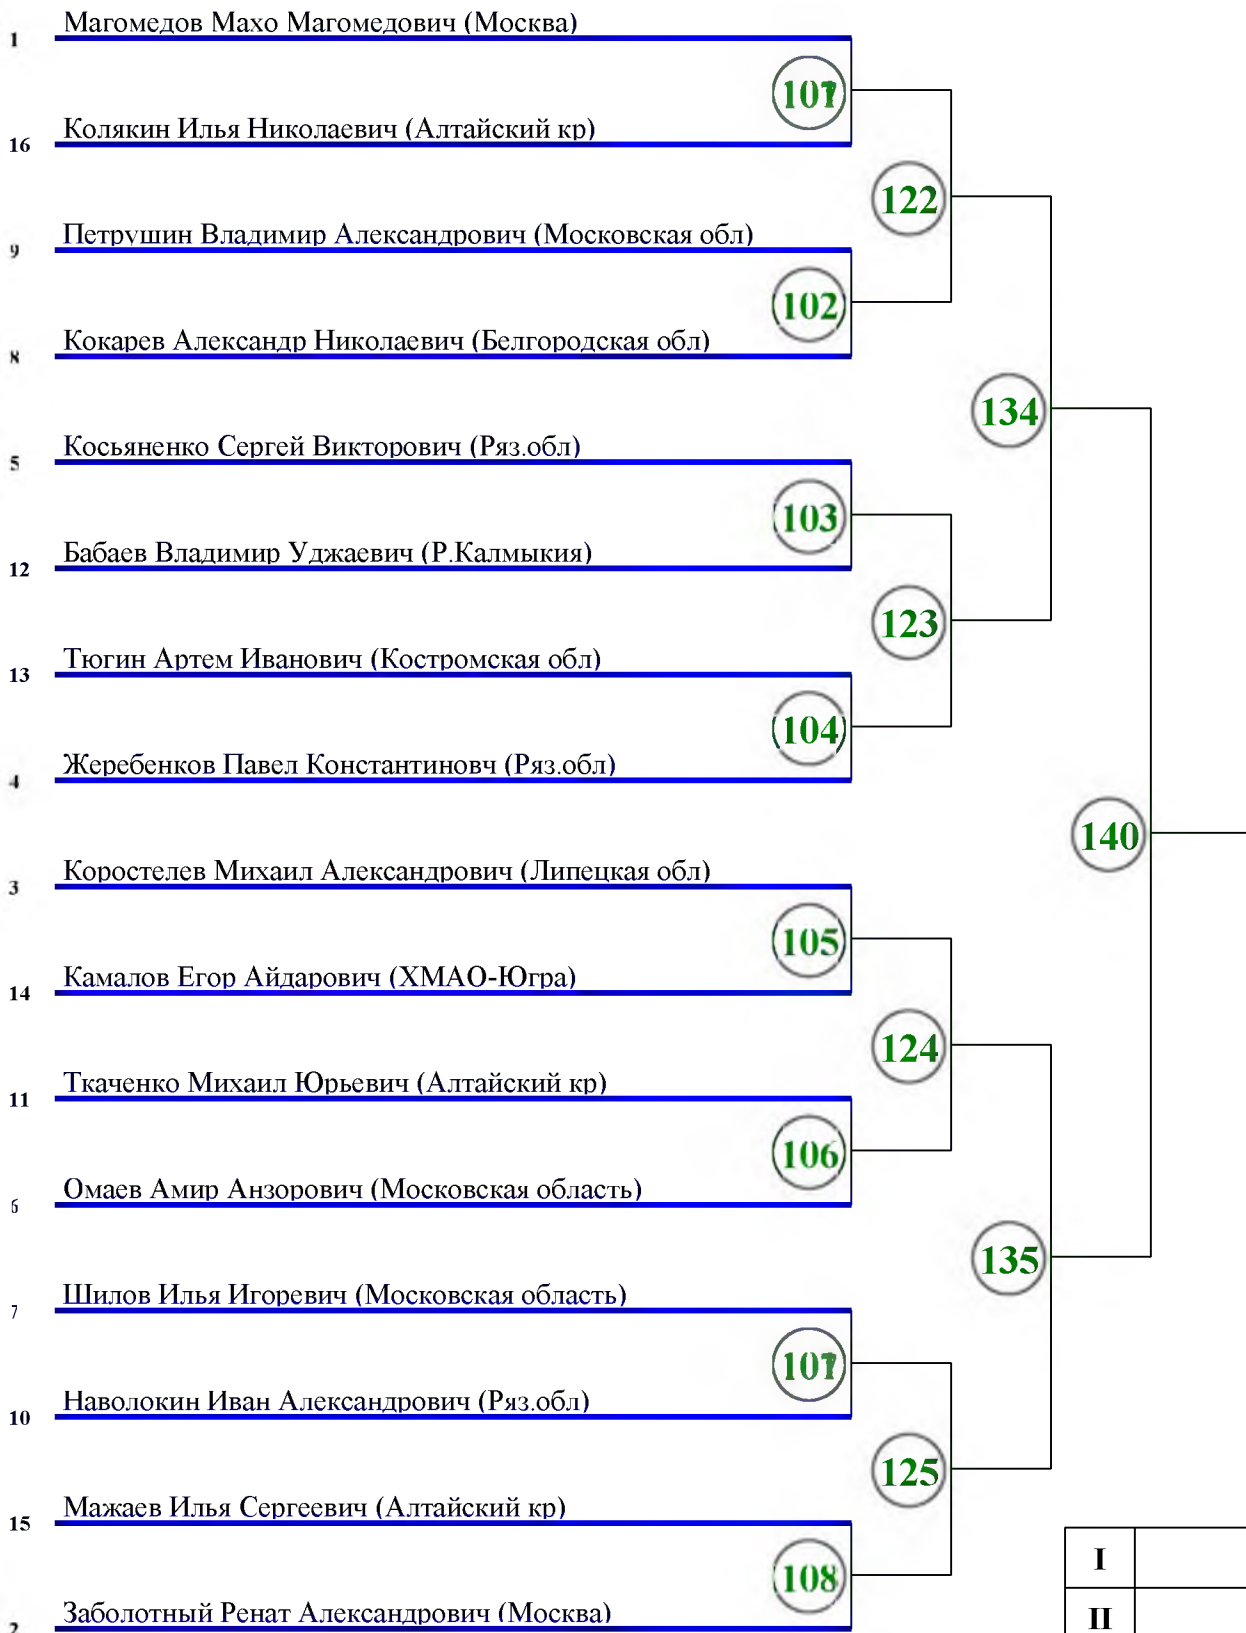 Магомедов Махо Магомедович (Москва)
1
Колякин Илья Николаевич (Алтайский кр)
16
122
Петрушин Владимир Александрович (Московская обл)
9
102
Кокарев Александр Николаевич (Белгородская обл)
8
134
Косьяненко Сергей Викторович (Ряз.обл)
5
103
Бабаев Владимир Уджаевич (Р.Калмыкия)
12
123
Тюгин Артем Иванович (Костромская обл)
13
104
Жеребенков Павел Константиновч (Ряз.обл)
4
140
Коростелев Михаил Александрович (Липецкая обл)
3
105
Камалов Егор Айдарович (ХМАО-Югра)
14
124
Ткаченко Михаил Юрьевич (Алтайский кр)
11
106
Омаев Амир Анзорович (Московская область)
6
135
Шилов Илья Игоревич (Московская область)
7
Наволокин Иван Александрович (Ряз.обл)
10
125
Мажаев Илья Сергеевич (Алтайский кр)
15
I
108
Заболотный Ренат Александрович (Москва)
2
II